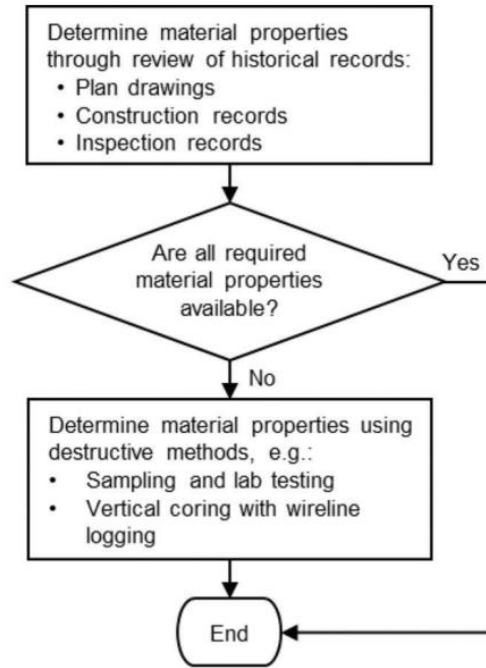 Determine material properties
through review of historical records:
• Plan drawings
• Construction records
• Inspection records
Are all required
material properties
available?
Yes
No
Determine material properties using
destructive methods, e.g.:
• Sampling and lab testing
• Vertical coring with wireline
logging
End